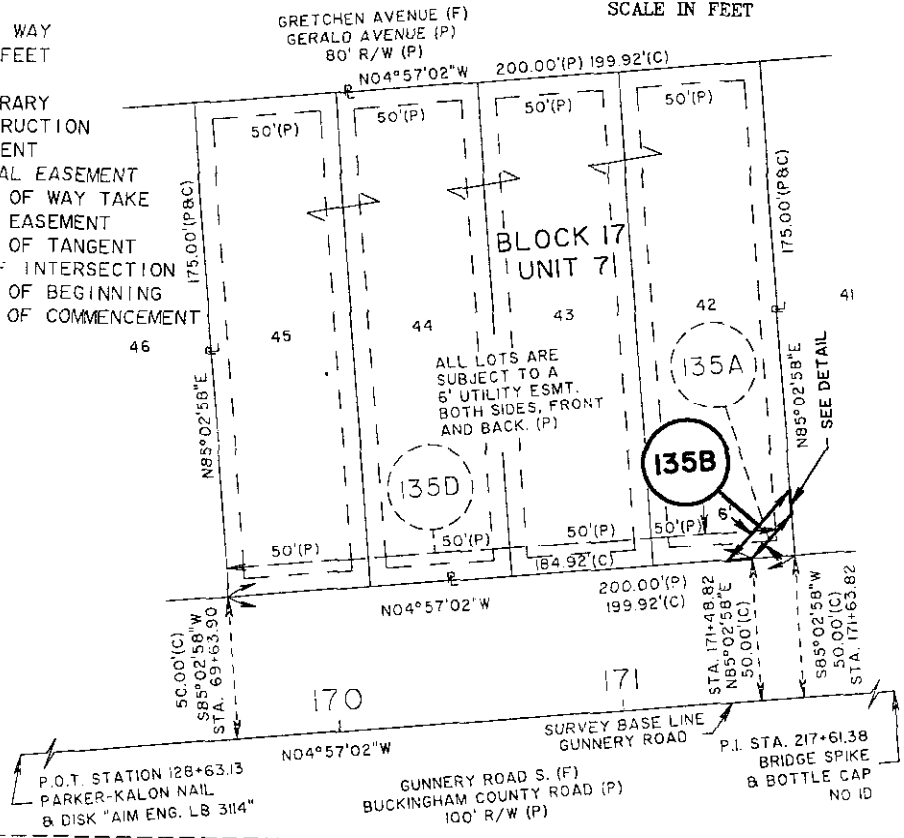 WAY
FEET
RARY
RUCTION
ENT
AL EASEMENT
OF WAY TAKE
EASEMENT
OF TANGENT
F INTERSECTION
OF BEGINNING
OF COMMENCEMENT
GRETCHEN AVENUE (F)
GERALD AVENUE (P)
80' R/W (P)
SCALE IN FEET
N04°57'02"W
200.00'(P) 199.92'(C)
50'(P)
50'(P)
50'(P)
50'(P)
175.00'(P&C)
175.00'(P&C)
BLOCK 17
UNIT 71
46
45
44
43
42
41
N85°02'58"E
N85°02'58"E
SEE DETAIL
ALL LOTS ARE
SUBJECT TO A
6' UTILITY ESMT.
BOTH SIDES, FRONT
AND BACK. (P)
135A
135B
135D
6'
50'(P)
50'(P)
50'(P)
50'(P)
184.92'(C)
N04°57'02"W
200.00'(P)
199.92'(C)
50.00'(C)
S85°02'58"W
STA. 69+63.90
STA. 171+48.82
N85°02'58"E
50.00'(C)
S85°02'58"W
50.00'(C)
STA. 171+63.82
170
171
N04°57'02"W
SURVEY BASE LINE
GUNNERY ROAD
P.O.T. STATION 128+63.13
PARKER-KALON NAIL
& DISK "AIM ENG. LB 3114"
GUNNERY ROAD S. (F)
BUCKINGHAM COUNTY ROAD (P)
100' R/W (P)
P.I. STA. 217+61.38
BRIDGE SPIKE
& BOTTLE CAP
NO ID